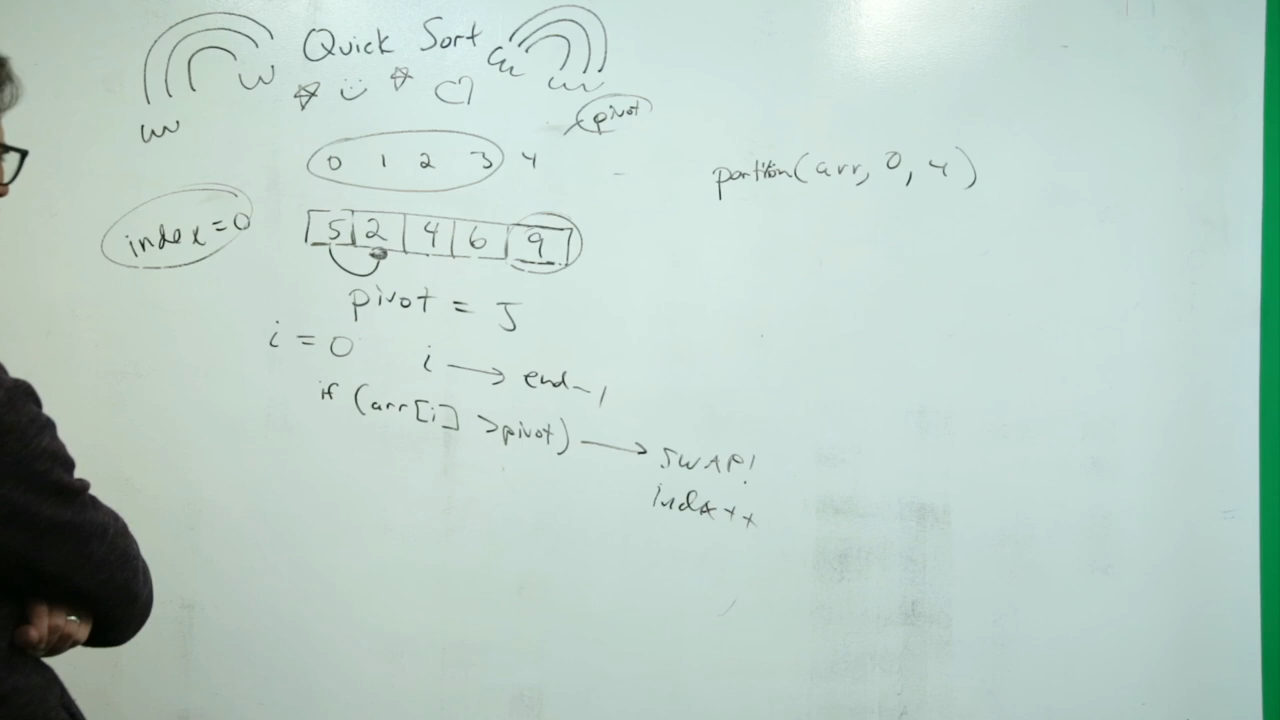 Quick Sort
pivot
0 1 2 3 4
partition(arr, 0, 4)
index=0
5 2 4 6 9
pivot = 5
i = 0
i → end-1
if (arr[i] >pivot) → SWAP!
index++